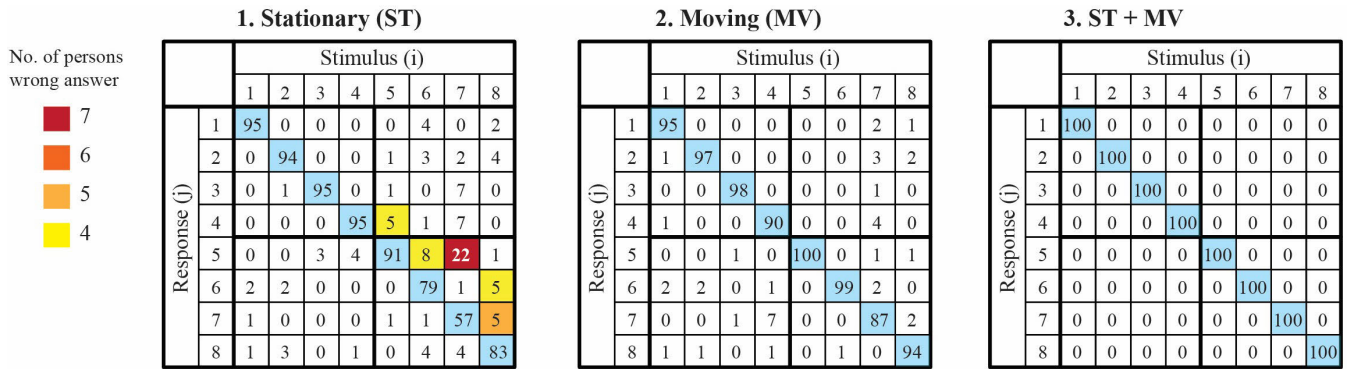 1. Stationary (ST)
2. Moving (MV)
3. ST + MV
No. of persons
wrong answer
7
6
5
4
Stimulus (i)
1 2 3 4 5 6 7 8
Response (j)
1 95 0 0 0 0 4 0 2
2 0 94 0 0 1 3 2 4
3 0 1 95 0 1 0 7 0
4 0 0 0 95 5 1 7 0
5 0 0 3 4 91 8 22 1
6 2 2 0 0 0 79 1 5
7 1 0 0 0 1 1 57 5
8 1 3 0 1 0 4 4 83
Stimulus (i)
1 2 3 4 5 6 7 8
Response (j)
1 95 0 0 0 0 0 2 1
2 1 97 0 0 0 0 3 2
3 0 0 98 0 0 0 1 0
4 1 0 0 90 0 0 4 0
5 0 0 1 0 100 0 1 1
6 2 2 0 1 0 99 2 0
7 0 0 1 7 0 0 87 2
8 1 1 0 1 0 1 0 94
Stimulus (i)
1 2 3 4 5 6 7 8
Response (j)
1 100 0 0 0 0 0 0 0
2 0 100 0 0 0 0 0 0
3 0 0 100 0 0 0 0 0
4 0 0 0 100 0 0 0 0
5 0 0 0 0 100 0 0 0
6 0 0 0 0 0 100 0 0
7 0 0 0 0 0 0 100 0
8 0 0 0 0 0 0 0 100